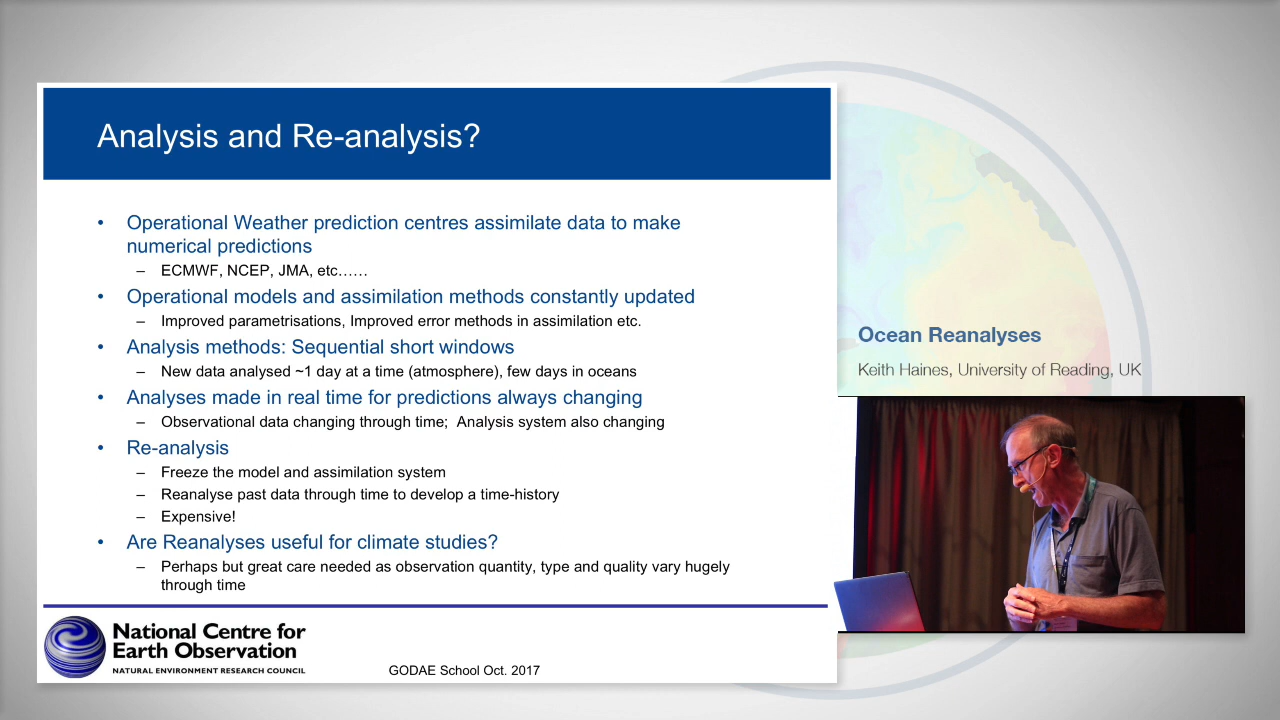 Analysis and Re-analysis?
• Operational Weather prediction centres assimilate data to make
numerical predictions
– ECMWF, NCEP, JMA, etc……
• Operational models and assimilation methods constantly updated
– Improved parametrisations, Improved error methods in assimilation etc.
• Analysis methods: Sequential short windows
– New data analysed ~1 day at a time (atmosphere), few days in oceans
• Analyses made in real time for predictions always changing
– Observational data changing through time;  Analysis system also changing
• Re-analysis
– Freeze the model and assimilation system
– Reanalyse past data through time to develop a time-history
– Expensive!
• Are Reanalyses useful for climate studies?
– Perhaps but great care needed as observation quantity, type and quality vary hugely
through time
National Centre for
Earth Observation
NATURAL ENVIRONMENT RESEARCH COUNCIL
GODAE School Oct. 2017
Ocean Reanalyses
Keith Haines, University of Reading, UK